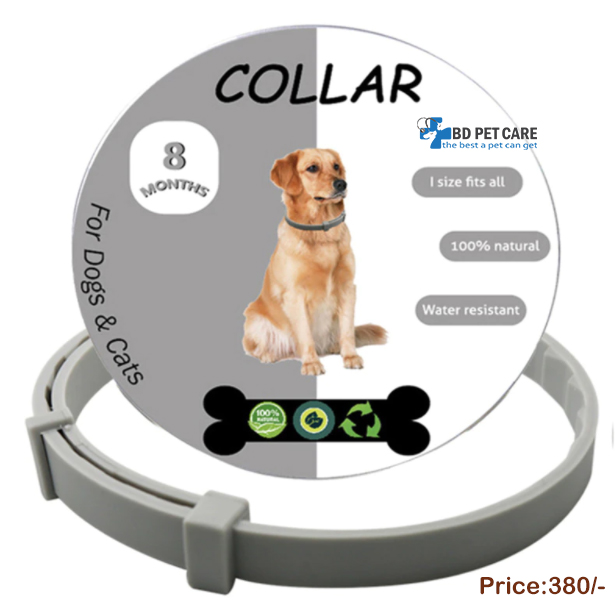 COLLAR
BD PET CARE
the best a pet can get
8
MONTHS
I size fits all
100% natural
Water resistant
For Dogs & Cats
100%
NATURAL
Price:380/-